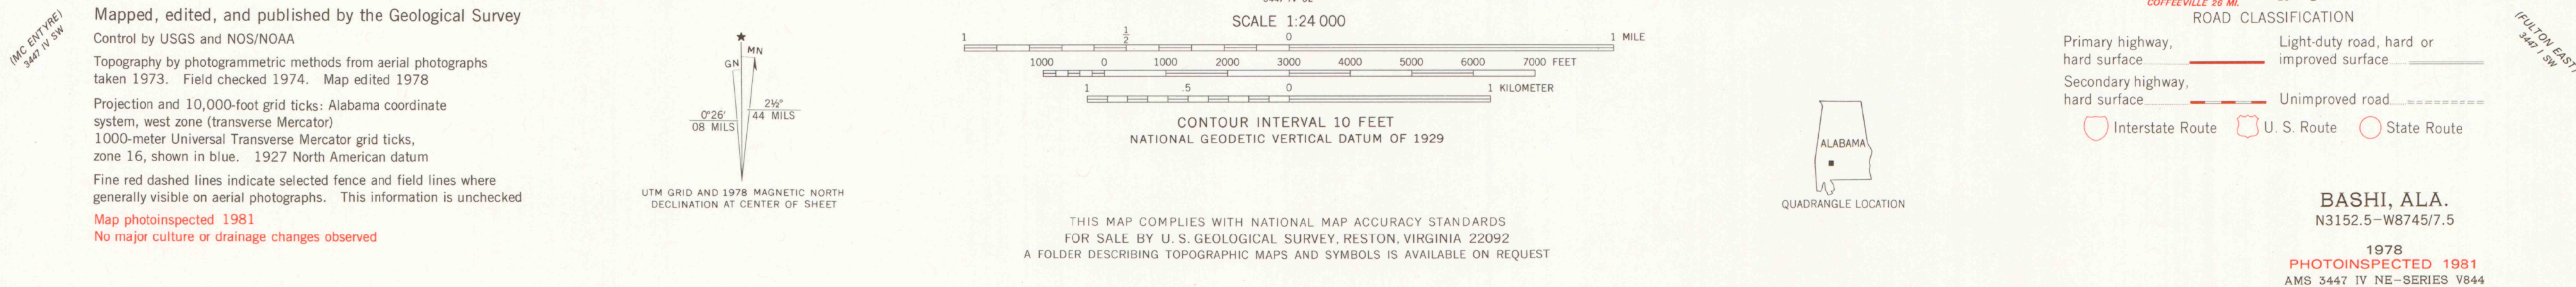 (MC ENTYRE)
3447 IV SW
Mapped, edited, and published by the Geological Survey
Control by USGS and NOS/NOAA
Topography by photogrammetric methods from aerial photographs
taken 1973. Field checked 1974. Map edited 1978
Projection and 10,000-foot grid ticks: Alabama coordinate
system, west zone (transverse Mercator)
1000-meter Universal Transverse Mercator grid ticks,
zone 16, shown in blue. 1927 North American datum
Fine red dashed lines indicate selected fence and field lines where
generally visible on aerial photographs. This information is unchecked
Map photoinspected 1981
No major culture or drainage changes observed
★
MN
GN
0°26′
08 MILS
2½°
44 MILS
UTM GRID AND 1978 MAGNETIC NORTH
DECLINATION AT CENTER OF SHEET
SCALE 1:24 000
1 ½ 0 1 MILE
1000 0 1000 2000 3000 4000 5000 6000 7000 FEET
1 .5 0 1 KILOMETER
CONTOUR INTERVAL 10 FEET
NATIONAL GEODETIC VERTICAL DATUM OF 1929
THIS MAP COMPLIES WITH NATIONAL MAP ACCURACY STANDARDS
FOR SALE BY U. S. GEOLOGICAL SURVEY, RESTON, VIRGINIA 22092
A FOLDER DESCRIBING TOPOGRAPHIC MAPS AND SYMBOLS IS AVAILABLE ON REQUEST
ALABAMA
QUADRANGLE LOCATION
COFFEEVILLE 26 MI.
ROAD CLASSIFICATION
Primary highway,
hard surface
Light-duty road, hard or
improved surface
Secondary highway,
hard surface
Unimproved road
Interstate Route
U. S. Route
State Route
(FULTON EAST)
3447 I SW
BASHI, ALA.
N3152.5-W8745/7.5
1978
PHOTOINSPECTED 1981
AMS 3447 IV NE-SERIES V844